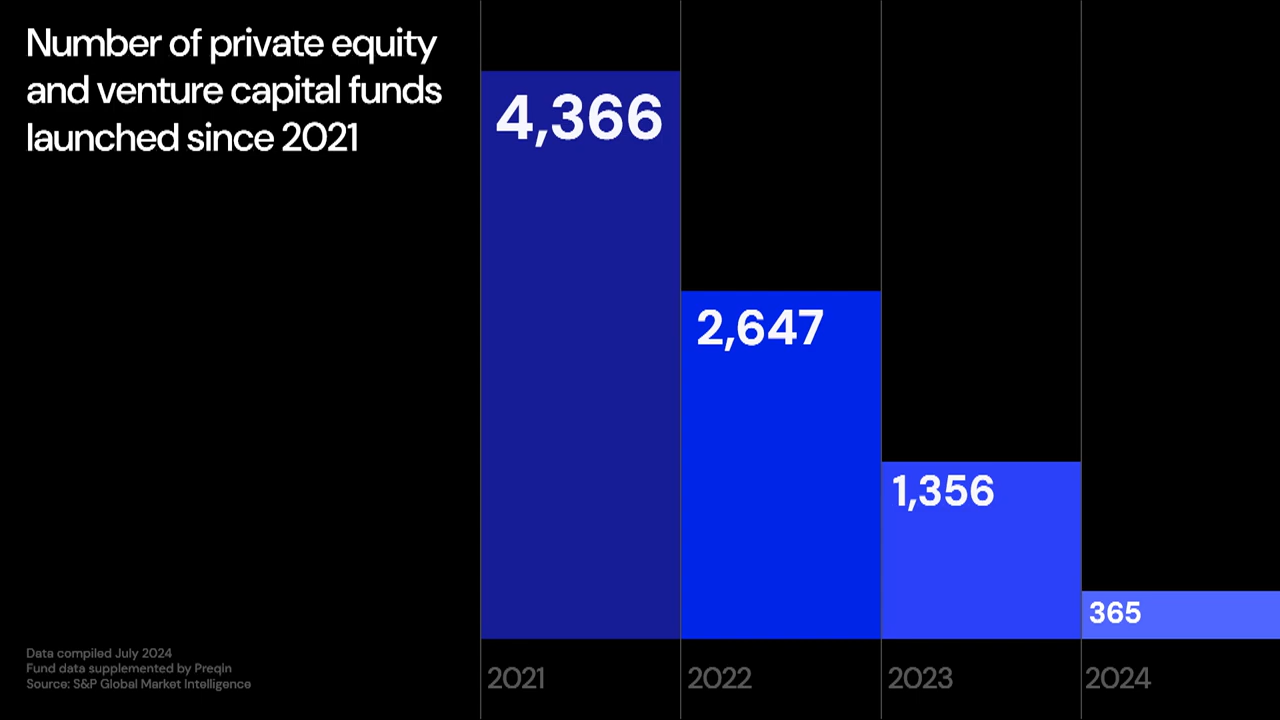 Number of private equity
and venture capital funds
launched since 2021
4,366
2,647
1,356
365
Data compiled July 2024
Fund data supplemented by Preqin
Source: S&P Global Market Intelligence
2021
2022
2023
2024